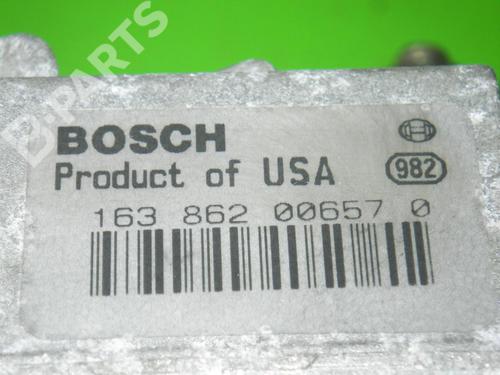 B-PARTS
BOSCH
Product of USA
982
163 862 00657 0